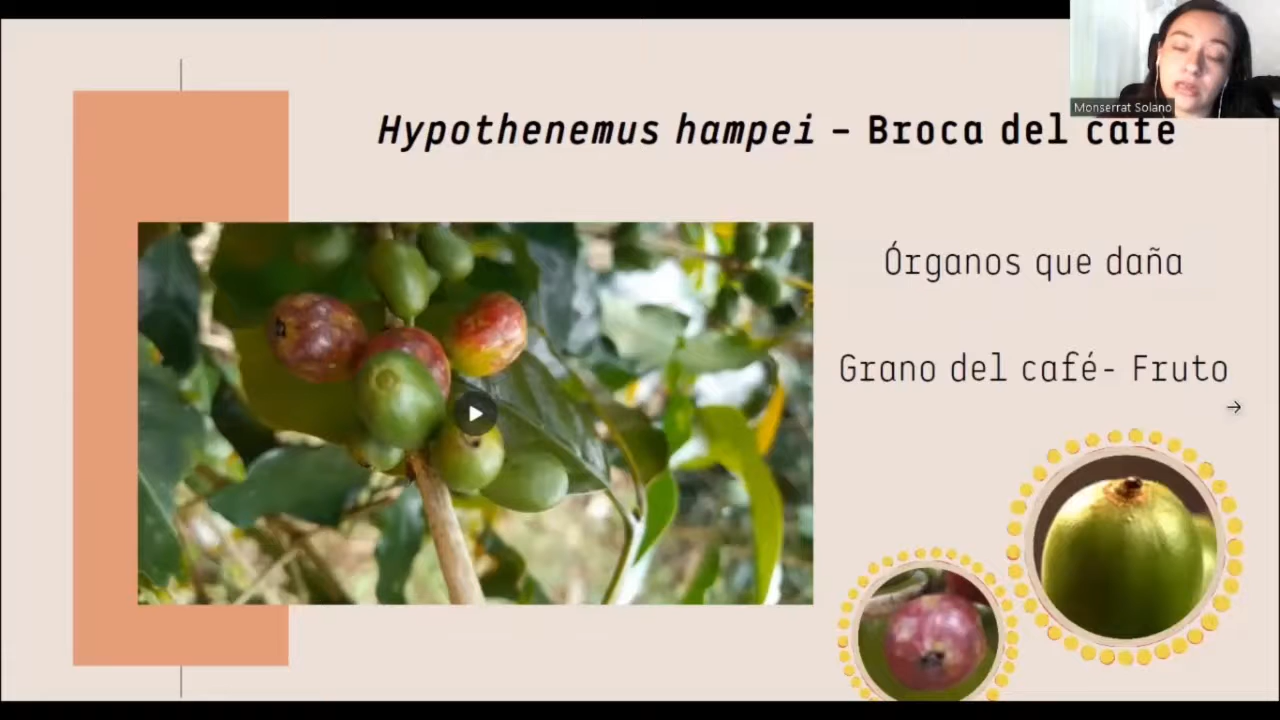 Monserrat Solano
Hypothenemus hampei – Broca del café
Órganos que daña
Grano del café- Fruto